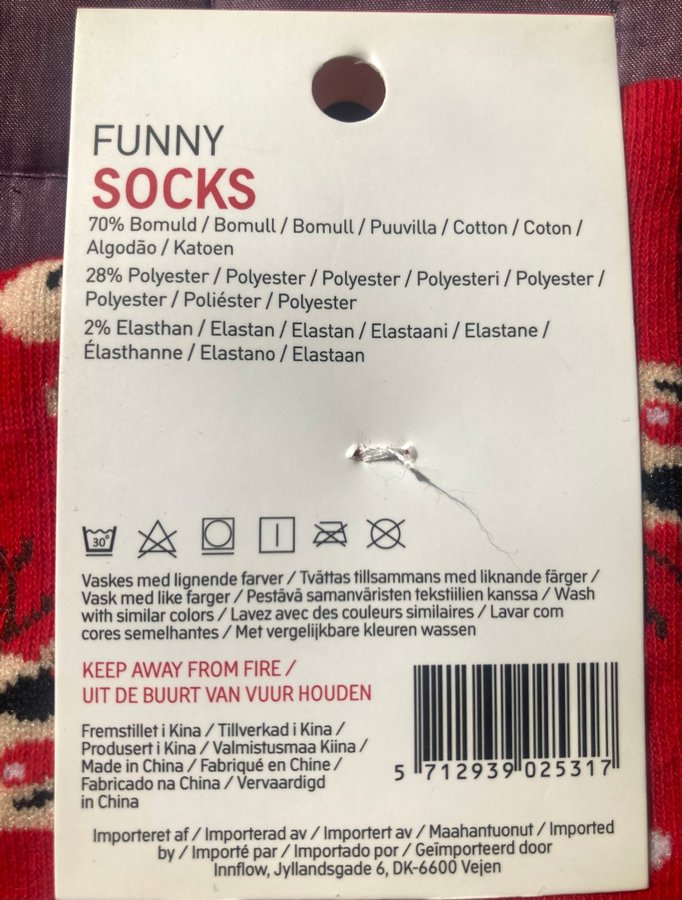 FUNNY
SOCKS
70% Bomuld / Bomull / Bomull / Puuvilla / Cotton / Coton /
Algodão / Katoen
28% Polyester / Polyester / Polyester / Polyesteri / Polyester /
Polyester / Poliéster / Polyester
2% Elasthan / Elastan / Elastan / Elastaani / Elastane /
Élasthanne / Elastano / Elastaan
30°
Vaskes med lignende farver / Tvättas tillsammans med liknande färger /
Vask med like farger / Pestävä samanväristen tekstiilien kanssa / Wash
with similar colors / Lavez avec des couleurs similaires / Lavar com
cores semelhantes / Met vergelijkbare kleuren wassen
KEEP AWAY FROM FIRE /
UIT DE BUURT VAN VUUR HOUDEN
Fremstillet i Kina / Tillverkad i Kina /
Produsert i Kina / Valmistusmaa Kiina /
Made in China / Fabriqué en Chine /
Fabricado na China / Vervaardigd
in China
5 712939 025317
Importeret af / Importerad av / Importert av / Maahantuonut / Imported
by / Importé par / Importado por / Geïmporteerd door
Innflow, Jyllandsgade 6, DK-6600 Vejen